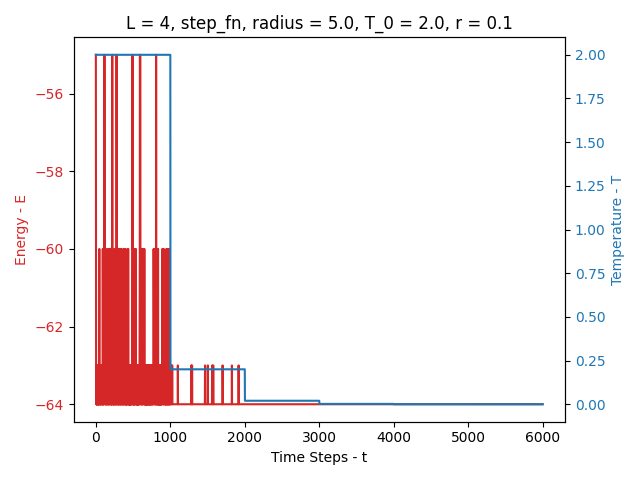 L = 4, step_fn, radius = 5.0, T_0 = 2.0, r = 0.1
Energy - E
−56
−58
−60
−62
−64
2.00
1.75
1.50
1.25
1.00
0.75
0.50
0.25
0.00
Temperature - T
0 1000 2000 3000 4000 5000 6000
Time Steps - t